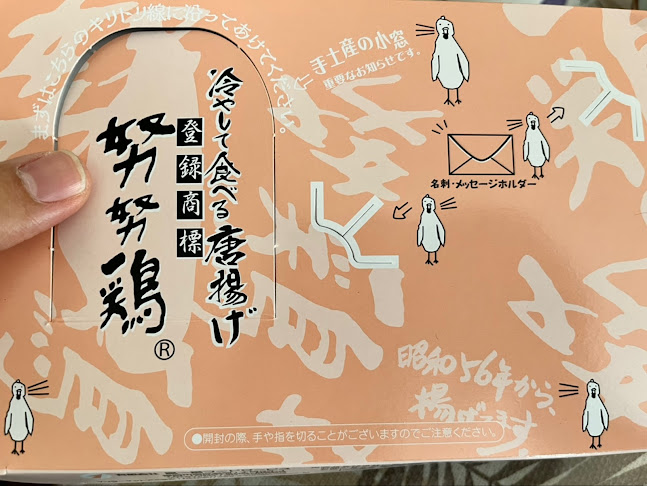 まずはこちらのキリトリ線に沿ってあけてください。
手土産の小窓
重要なお知らせです。
冷やして食べる唐揚げ
登録商標
努努鶏
®
名刺・メッセージホルダー
昭和56年から、
揚げてます。
●開封の際、手や指を切ることがございますのでご注意ください。